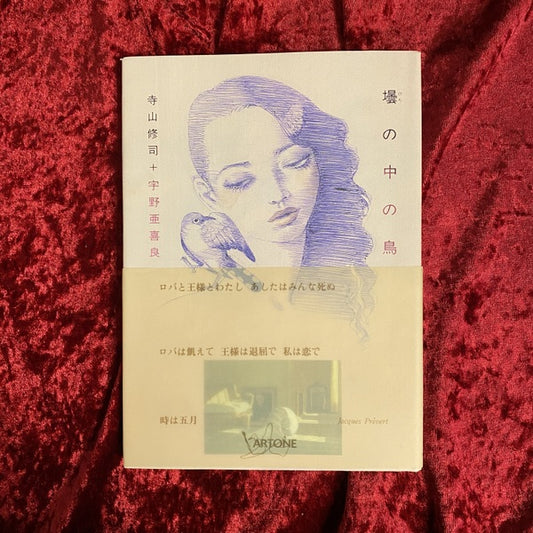 壜の中の鳥
びん
寺山修司+宇野亜喜良
ロバと王様とわたし あしたはみんな死ぬ
ロバは飢えて 王様は退屈で 私は恋で
時は五月
Jacques Prévert
ARTONE